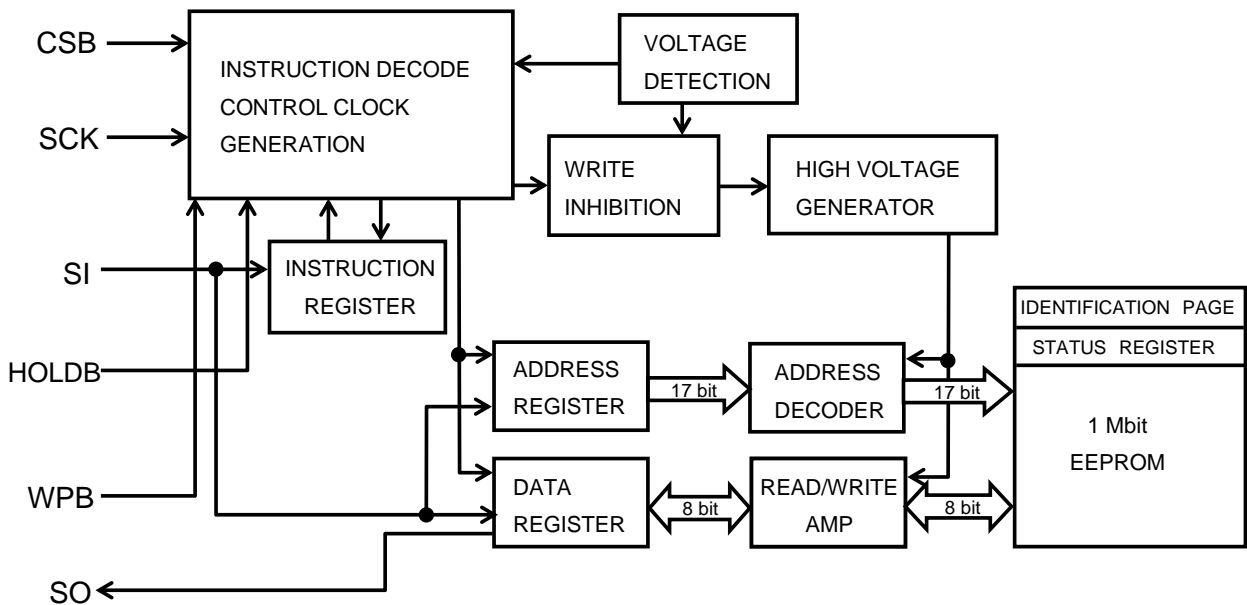 CSB
SCK
SI
HOLDB
WPB
SO
INSTRUCTION DECODE
CONTROL CLOCK
GENERATION
VOLTAGE
DETECTION
WRITE
INHIBITION
HIGH VOLTAGE
GENERATOR
INSTRUCTION
REGISTER
ADDRESS
REGISTER
17 bit
ADDRESS
DECODER
17 bit
DATA
REGISTER
8 bit
READ/WRITE
AMP
8 bit
IDENTIFICATION PAGE
STATUS REGISTER
1 Mbit
EEPROM